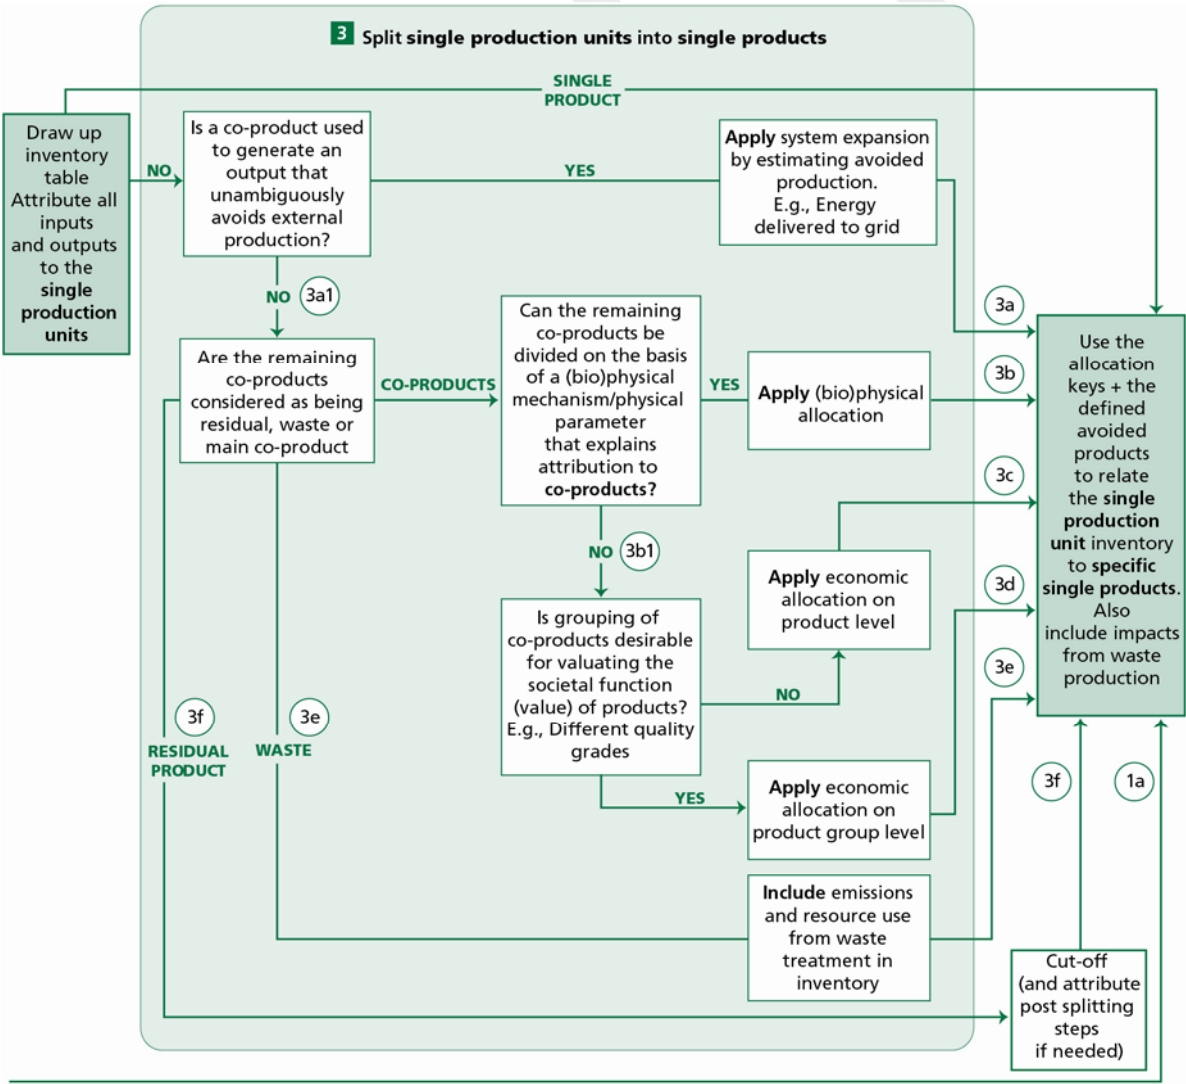 3 Split single production units into single products
SINGLE
PRODUCT
Draw up
inventory
table
Attribute all
inputs
and outputs
to the
single
production
units
NO
Is a co-product used
to generate an
output that
unambiguously
avoids external
production?
YES
Apply system expansion
by estimating avoided
production.
E.g., Energy
delivered to grid
3a
NO
3a1
Are the remaining
co-products
considered as being
residual, waste or
main co-product
CO-PRODUCTS
Can the remaining
co-products be
divided on the basis
of a (bio)physical
mechanism/physical
parameter
that explains
attribution to
co-products?
YES
Apply (bio)physical
allocation
3b
NO
3b1
Is grouping of
co-products desirable
for valuating the
societal function
(value) of products?
E.g., Different quality
grades
NO
Apply economic
allocation on
product level
3c
YES
Apply economic
allocation on
product group level
3d
3f
RESIDUAL
PRODUCT
3e
WASTE
Include emissions
and resource use
from waste
treatment in
inventory
3e
Use the
allocation
keys + the
defined
avoided
products
to relate
the single
production
unit inventory
to specific
single products.
Also
include impacts
from waste
production
3f
1a
Cut-off
(and attribute
post splitting
steps
if needed)